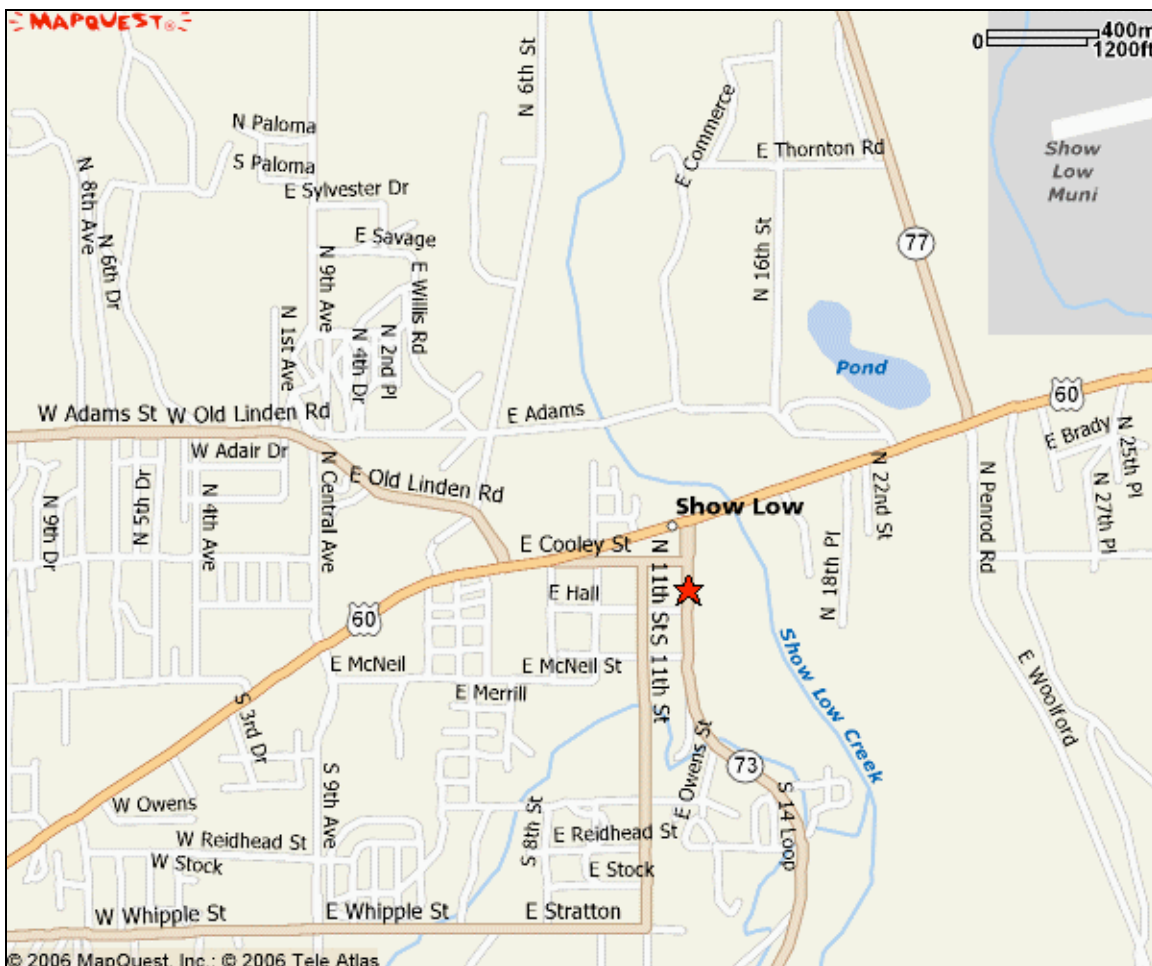 MAPQUEST®
0 400m
1200ft
N 6th St
N Paloma
S Paloma
E Sylvester Dr
E Savage
N 8th Ave
N 6th Dr
N 9th Ave
E Willis Rd
E Commerce
E Thornton Rd
N 16th St
77
Show
Low
Muni
N 1st Ave
N 4th Dr
N 2nd Pl
Pond
W Adams St
W Old Linden Rd
E Adams
60
E Brady
N 25th Pl
W Adair Dr
E Old Linden Rd
N 9th Dr
N 5th Dr
N 4th Ave
N Central Ave
N 22nd St
N Penrod Rd
N 27th Pl
Show Low
E Cooley St
N 11th St
N 18th Pl
E Hall
60
E McNeil
E McNeil St
S 11th St
Show Low Creek
E Woolford
E Merrill
S 3rd Dr
E Owens St
73
S 14 Loop
W Owens
S 9th Ave
S 8th St
E Reidhead St
W Reidhead St
W Stock
E Stock
W Whipple St
E Whipple St
E Stratton
© 2006 MapQuest, Inc.; © 2006 Tele Atlas